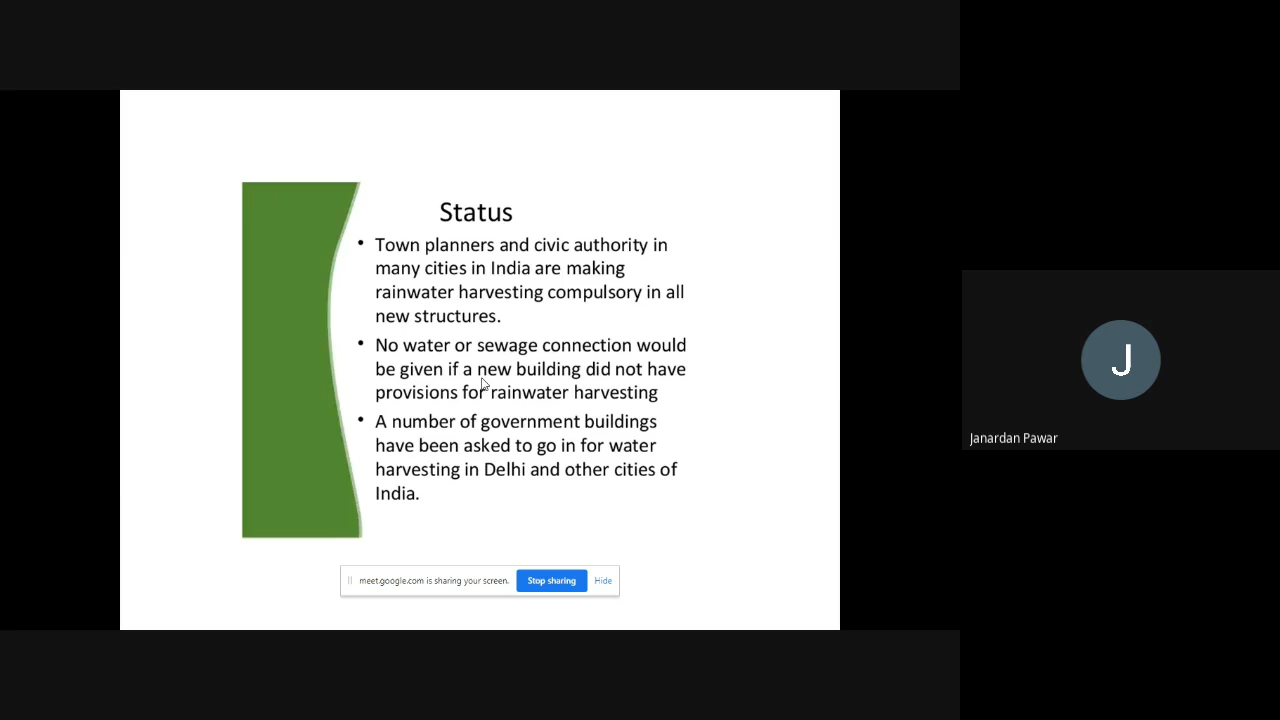 Status
• Town planners and civic authority in
many cities in India are making
rainwater harvesting compulsory in all
new structures.
• No water or sewage connection would
be given if a new building did not have
provisions for rainwater harvesting
• A number of government buildings
have been asked to go in for water
harvesting in Delhi and other cities of
India.
meet.google.com is sharing your screen. Stop sharing Hide
J
Janardan Pawar